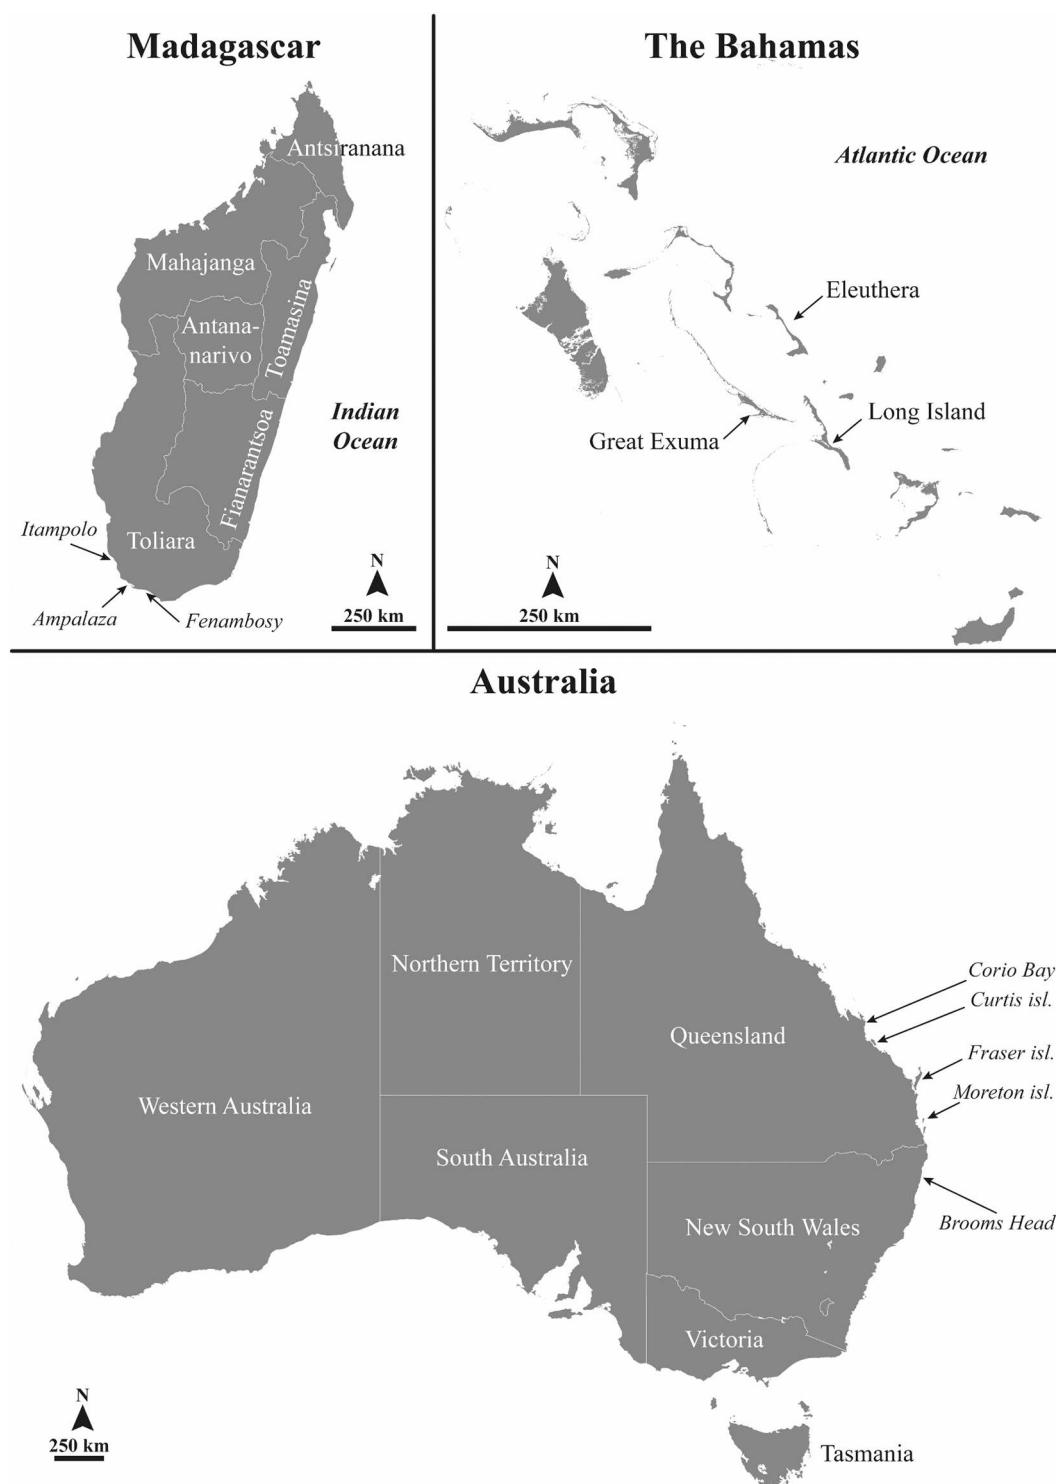 Madagascar
Antsiranana
Mahajanga
Antana-
narivo
Toamasina
Fianarantsoa
Indian
Ocean
Toliara
Itampolo
Ampalaza
Fenambosy
N
250 km
The Bahamas
Atlantic Ocean
Eleuthera
Long Island
Great Exuma
N
250 km
Australia
Northern Territory
Queensland
Western Australia
South Australia
New South Wales
Victoria
Tasmania
Corio Bay
Curtis isl.
Fraser isl.
Moreton isl.
Brooms Head
N
250 km